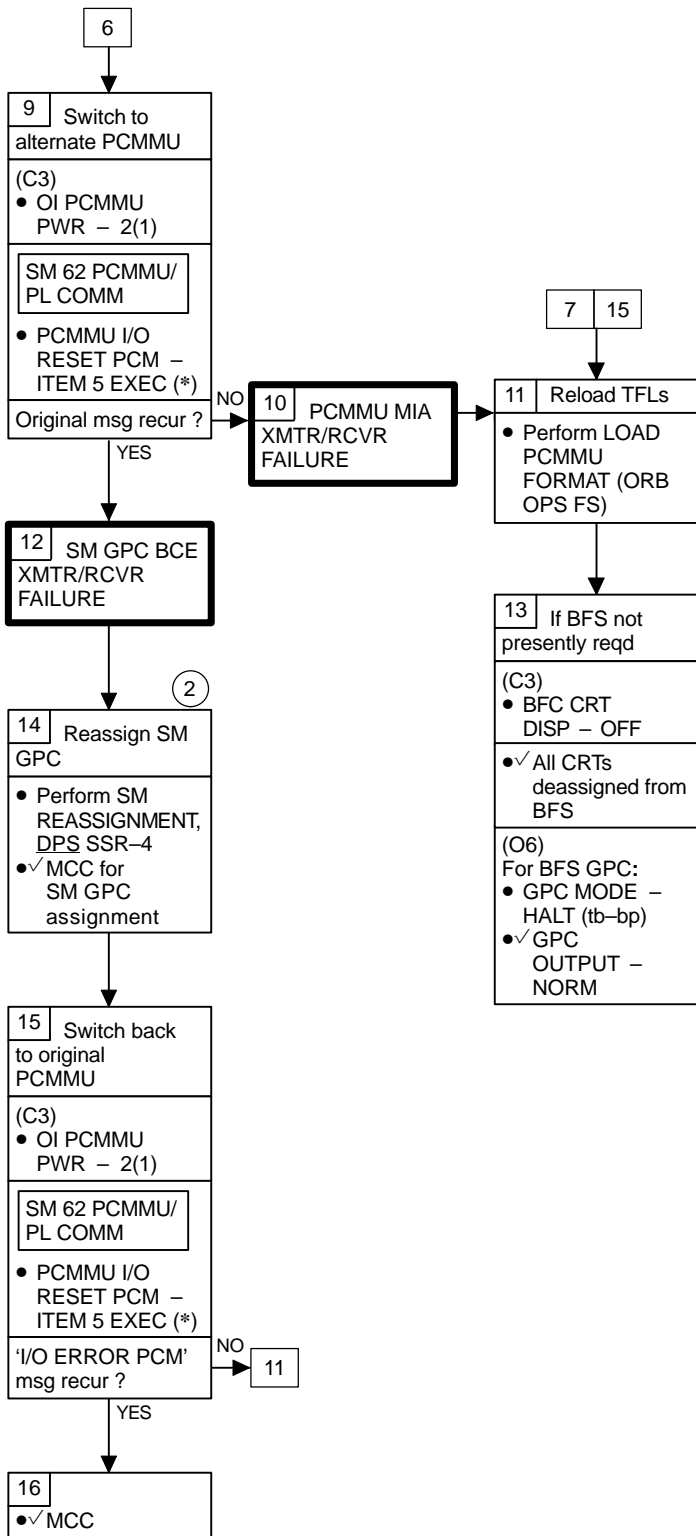 6
9 Switch to
alternate PCMMU
(C3)
● OI PCMMU
PWR – 2(1)
SM 62 PCMMU/
PL COMM
● PCMMU I/O
RESET PCM –
ITEM 5 EXEC (*)
Original msg recur ?
NO
YES
10 PCMMU MIA
XMTR/RCVR
FAILURE
7 15
11 Reload TFLs
● Perform LOAD
PCMMU
FORMAT (ORB
OPS FS)
12 SM GPC BCE
XMTR/RCVR
FAILURE
13 If BFS not
presently reqd
(C3)
● BFC CRT
DISP – OFF
●√ All CRTs
deassigned from
BFS
(O6)
For BFS GPC:
● GPC MODE –
HALT (tb–bp)
●√ GPC
OUTPUT –
NORM
2
14 Reassign SM
GPC
● Perform SM
REASSIGNMENT,
DPS SSR–4
●√ MCC for
SM GPC
assignment
15 Switch back
to original
PCMMU
(C3)
● OI PCMMU
PWR – 2(1)
SM 62 PCMMU/
PL COMM
● PCMMU I/O
RESET PCM –
ITEM 5 EXEC (*)
'I/O ERROR PCM'
msg recur ?
NO
11
YES
16
●√ MCC